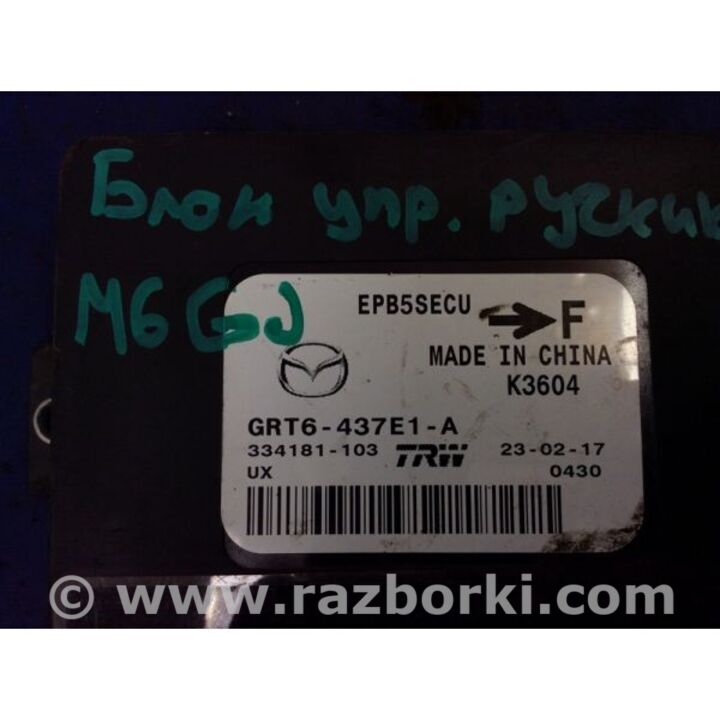 Блок упр. ручник
M6 GJ
EPB5SECU
F
MADE IN CHINA
K3604
GRT6-437E1-A
334181-103 TRW 23-02-17
UX 0430
© www.razborki.com